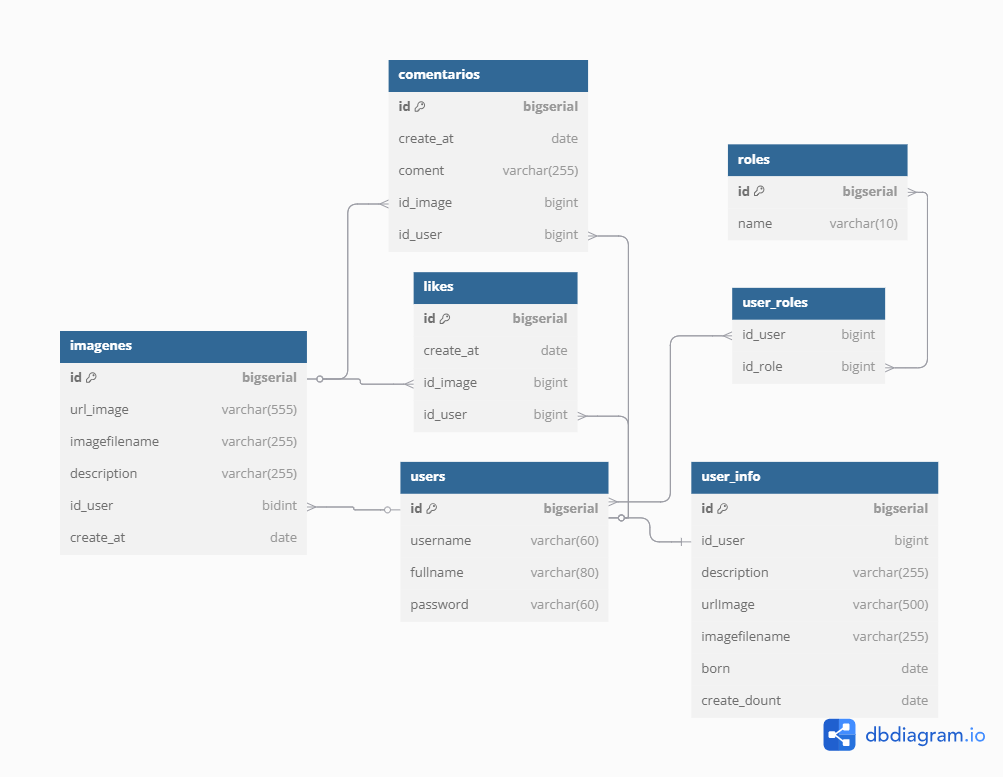 comentarios
id bigserial
create_at date
coment varchar(255)
id_image bigint
id_user bigint
roles
id bigserial
name varchar(10)
likes
id bigserial
create_at date
id_image bigint
id_user bigint
user_roles
id_user bigint
id_role bigint
imagenes
id bigserial
url_image varchar(555)
imagefilename varchar(255)
description varchar(255)
id_user bidint
create_at date
users
id bigserial
username varchar(60)
fullname varchar(80)
password varchar(60)
user_info
id bigserial
id_user bigint
description varchar(255)
urlImage varchar(500)
imagefilename varchar(255)
born date
create_dount date
dbdiagram.io